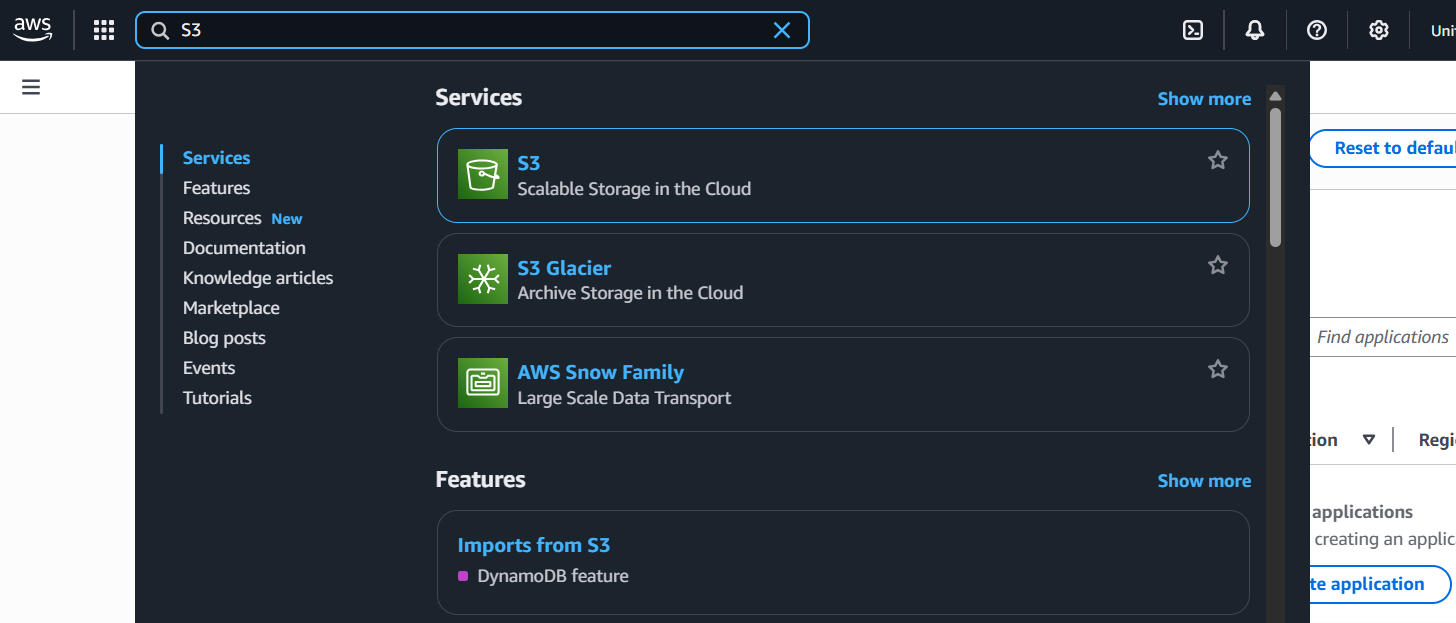 aws
S3
Uni
Services
Features
Resources New
Documentation
Knowledge articles
Marketplace
Blog posts
Events
Tutorials
Services
Show more
S3
Scalable Storage in the Cloud
S3 Glacier
Archive Storage in the Cloud
AWS Snow Family
Large Scale Data Transport
Features
Show more
Imports from S3
DynamoDB feature
Reset to defaul
Find applications
tion
Regi
applications
creating an applic
te application